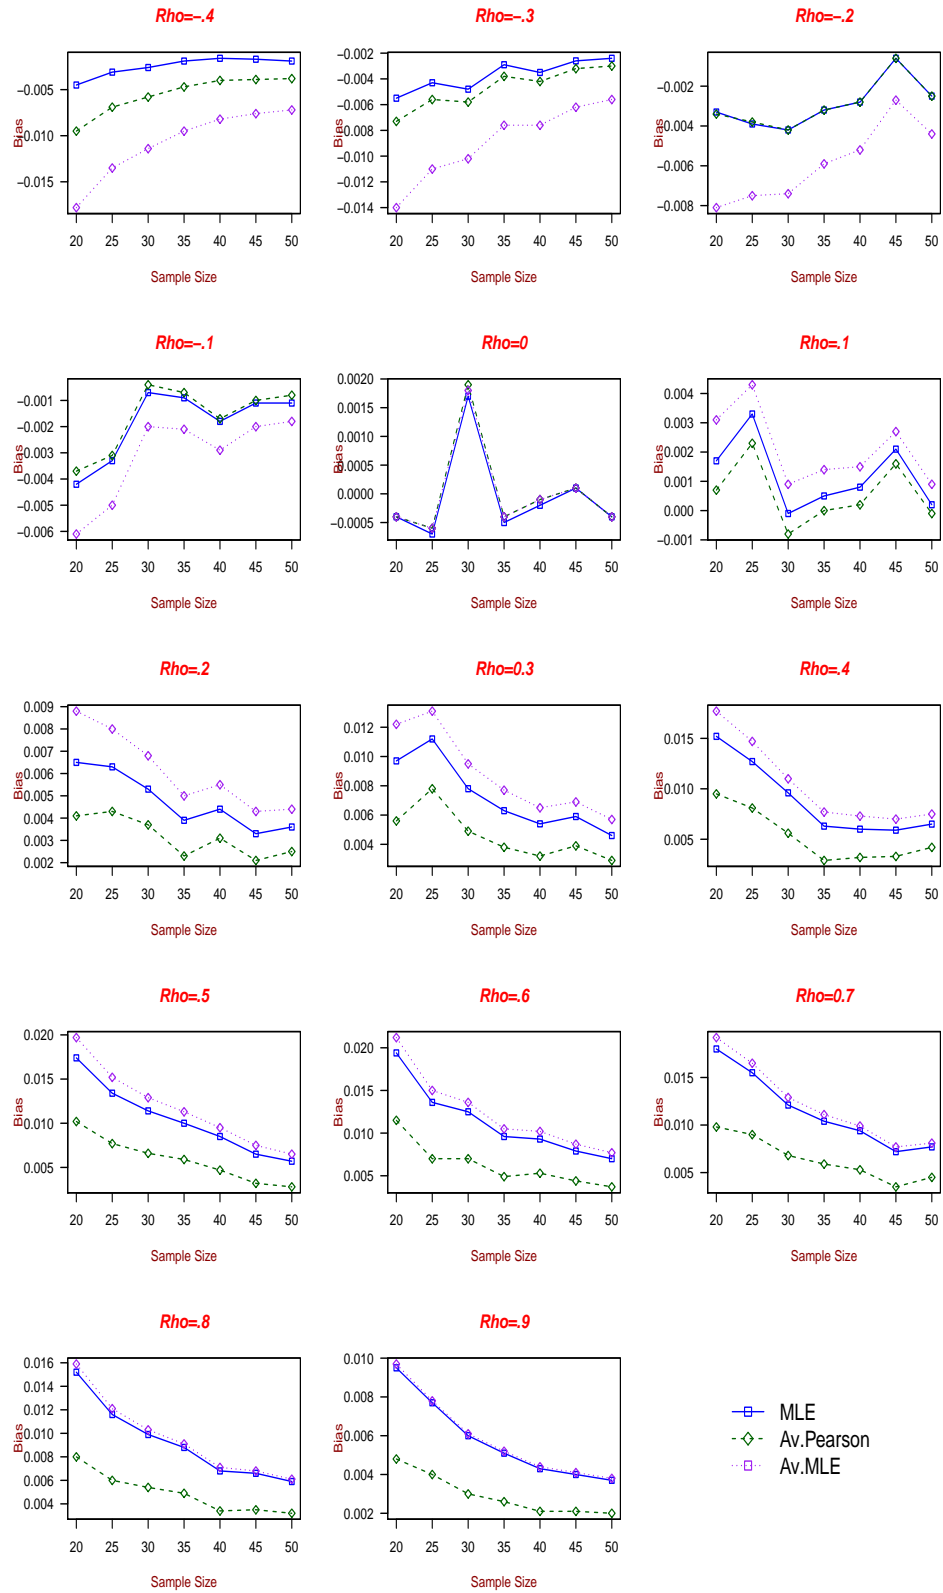 Rho=−.4
Rho=−.3
Rho=−.2
−0.005
−0.010
−0.015
Bias
20 25 30 35 40 45 50
Sample Size
−0.002
−0.004
−0.006
−0.008
−0.010
−0.012
−0.014
Bias
20 25 30 35 40 45 50
Sample Size
−0.002
−0.004
−0.006
−0.008
Bias
20 25 30 35 40 45 50
Sample Size
Rho=−.1
Rho=0
Rho=.1
−0.001
−0.002
−0.003
−0.004
−0.005
−0.006
Bias
20 25 30 35 40 45 50
Sample Size
0.0020
0.0015
0.0010
0.0005
0.0000
−0.0005
Bias
20 25 30 35 40 45 50
Sample Size
0.004
0.003
0.002
0.001
0.000
−0.001
Bias
20 25 30 35 40 45 50
Sample Size
Rho=.2
Rho=0.3
Rho=.4
0.009
0.008
0.007
0.006
0.005
0.004
0.003
0.002
Bias
20 25 30 35 40 45 50
Sample Size
0.012
0.010
0.008
0.006
0.004
Bias
20 25 30 35 40 45 50
Sample Size
0.015
0.010
0.005
Bias
20 25 30 35 40 45 50
Sample Size
Rho=.5
Rho=.6
Rho=0.7
0.020
0.015
0.010
0.005
Bias
20 25 30 35 40 45 50
Sample Size
0.020
0.015
0.010
0.005
Bias
20 25 30 35 40 45 50
Sample Size
0.015
0.010
0.005
Bias
20 25 30 35 40 45 50
Sample Size
Rho=.8
Rho=.9
0.016
0.014
0.012
0.010
0.008
0.006
0.004
Bias
20 25 30 35 40 45 50
Sample Size
0.010
0.008
0.006
0.004
0.002
Bias
20 25 30 35 40 45 50
Sample Size
MLE
Av.Pearson
Av.MLE